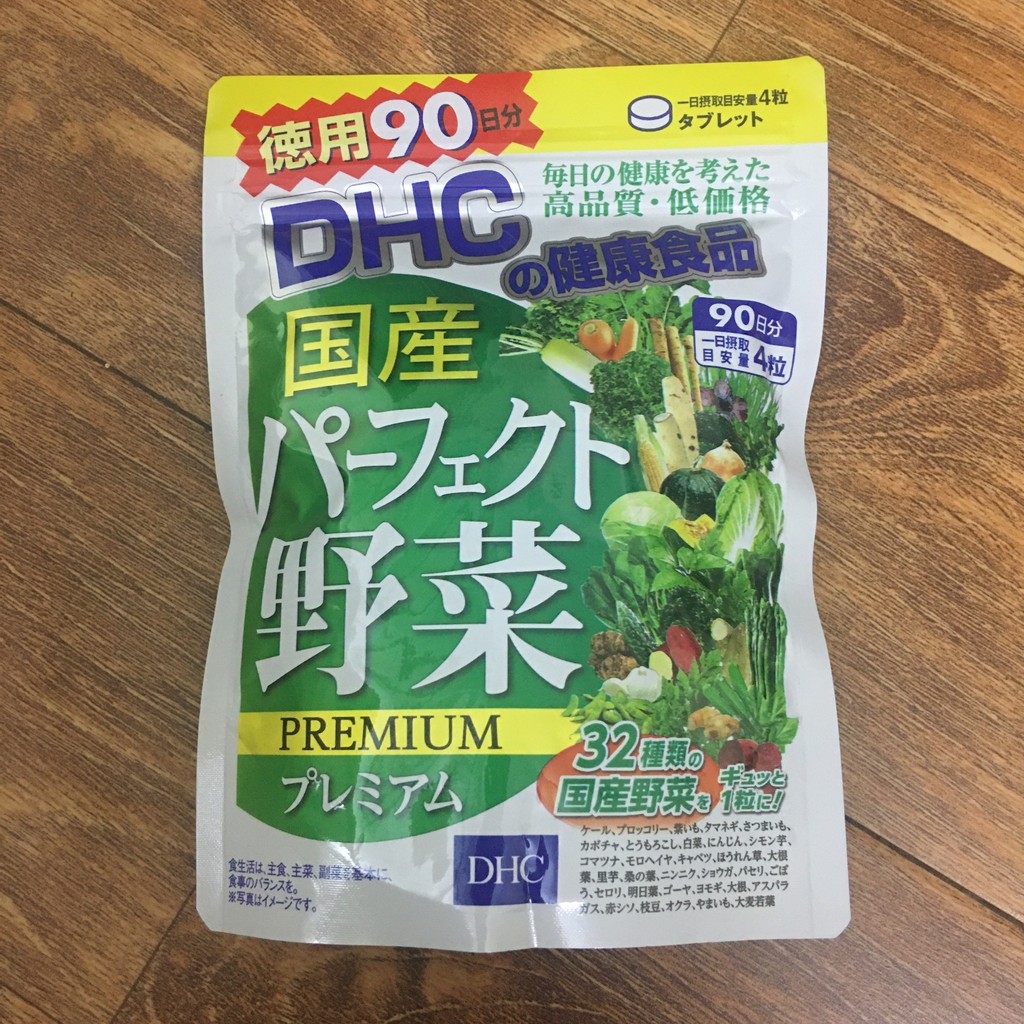 徳用90日分
一日摂取目安量4粒
タブレット
毎日の健康を考えた
高品質・低価格
DHC
の健康食品
90日分
一日摂取
目安量4粒
国産
パーフェクト
野菜
PREMIUM
プレミアム
32種類の
国産野菜を
ギュッと
1粒に!
ケール、ブロッコリー、紫いも、タマネギ、さつまいも、
カボチャ、とうもろこし、白菜、にんじん、シモン芋、
コマツナ、モロヘイヤ、キャベツ、ほうれん草、大根
葉、里芋、桑の葉、ニンニク、ショウガ、パセリ、ごぼ
う、セロリ、明日葉、ゴーヤ、ヨモギ、大根、アスパラ
ガス、赤シソ、枝豆、オクラ、やまいも、大麦若葉
DHC
食生活は、主食、主菜、副菜を基本に、
食事のバランスを。
※写真はイメージです。